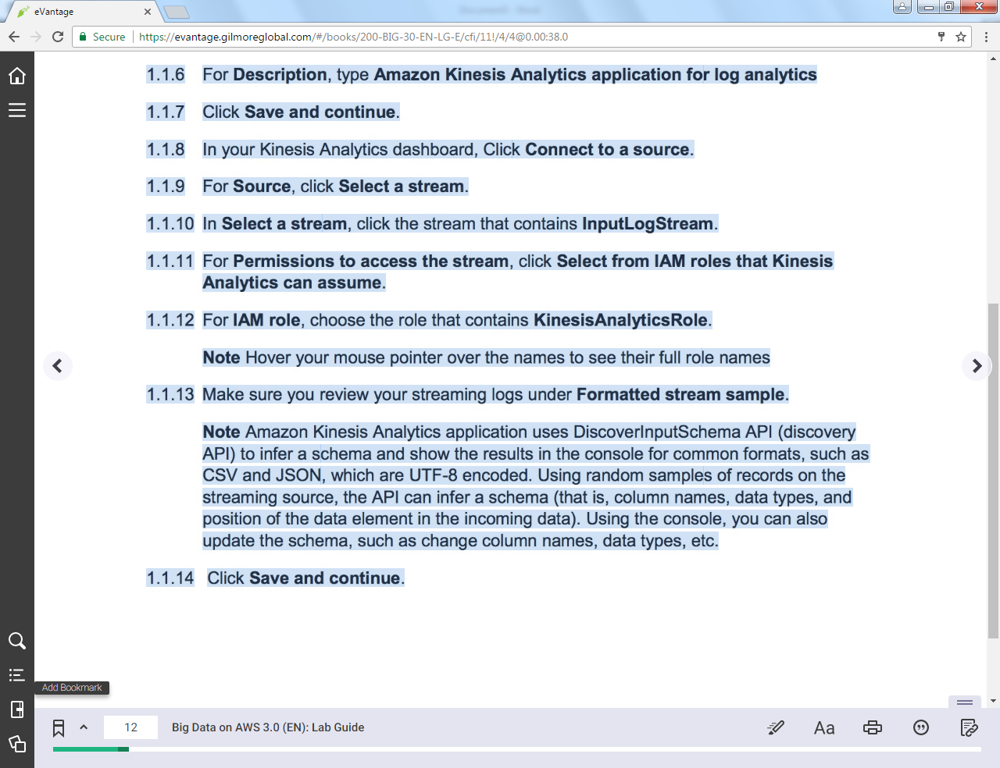 eVantage
Secure
https://evantage.gilmoreglobal.com/#/books/200-BIG-30-EN-LG-E/cfi/11!/4/4@0.00:38.0
1.1.6 For Description, type Amazon Kinesis Analytics application for log analytics
1.1.7 Click Save and continue.
1.1.8 In your Kinesis Analytics dashboard, Click Connect to a source.
1.1.9 For Source, click Select a stream.
1.1.10 In Select a stream, click the stream that contains InputLogStream.
1.1.11 For Permissions to access the stream, click Select from IAM roles that Kinesis
Analytics can assume.
1.1.12 For IAM role, choose the role that contains KinesisAnalyticsRole.
Note Hover your mouse pointer over the names to see their full role names
1.1.13 Make sure you review your streaming logs under Formatted stream sample.
Note Amazon Kinesis Analytics application uses DiscoverInputSchema API (discovery
API) to infer a schema and show the results in the console for common formats, such as
CSV and JSON, which are UTF-8 encoded. Using random samples of records on the
streaming source, the API can infer a schema (that is, column names, data types, and
position of the data element in the incoming data). Using the console, you can also
update the schema, such as change column names, data types, etc.
1.1.14 Click Save and continue.
Add Bookmark
12
Big Data on AWS 3.0 (EN): Lab Guide
Aa